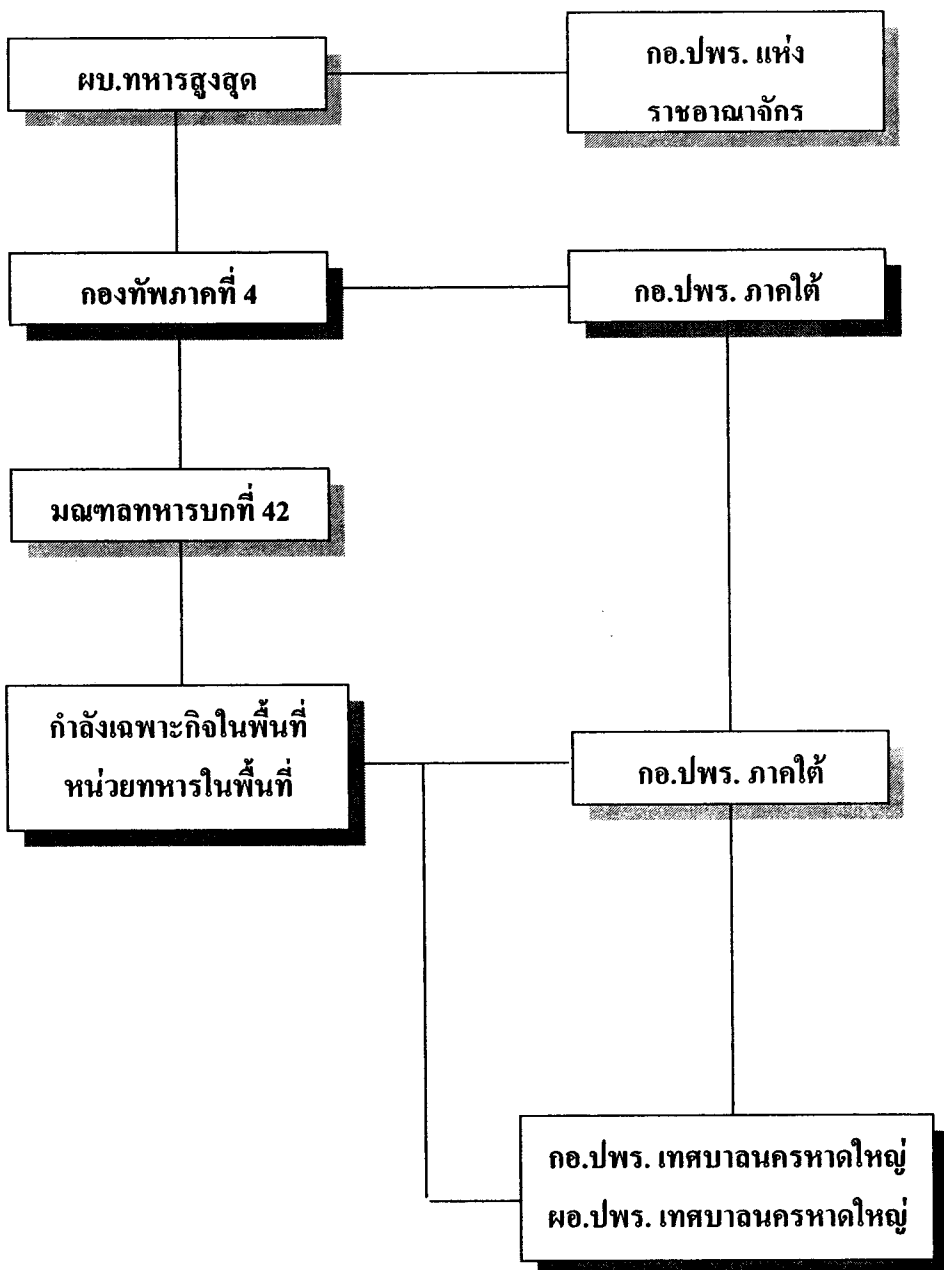 ผบ.ทหารสูงสุด
กอ.ปพร. แห่ง
ราชอาณาจักร
กองทัพภาคที่ 4
กอ.ปพร. ภาคใต้
มณฑลทหารบกที่ 42
กำลังเฉพาะกิจในพื้นที่
หน่วยทหารในพื้นที่
กอ.ปพร. ภาคใต้
กอ.ปพร. เทศบาลนครหาดใหญ่
ผอ.ปพร. เทศบาลนครหาดใหญ่